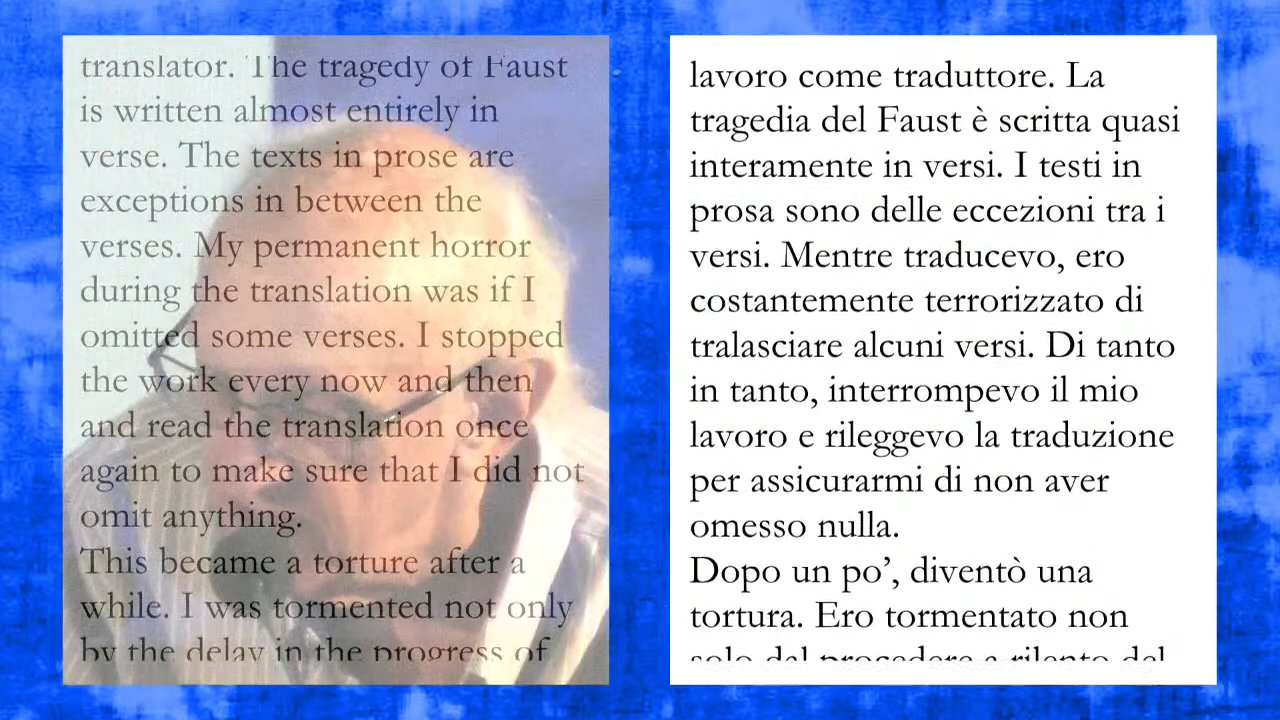 translator. The tragedy of Faust
is written almost entirely in
verse. The texts in prose are
exceptions in between the
verses. My permanent horror
during the translation was if I
omitted some verses. I stopped
the work every now and then
and read the translation once
again to make sure that I did not
omit anything.
This became a torture after a
while. I was tormented not only
by the delay in the progress of
lavoro come traduttore. La
tragedia del Faust è scritta quasi
interamente in versi. I testi in
prosa sono delle eccezioni tra i
versi. Mentre traducevo, ero
costantemente terrorizzato di
tralasciare alcuni versi. Di tanto
in tanto, interrompevo il mio
lavoro e rileggevo la traduzione
per assicurarmi di non aver
omesso nulla.
Dopo un po’, diventò una
tortura. Ero tormentato non
solo dal procedere a rilento del